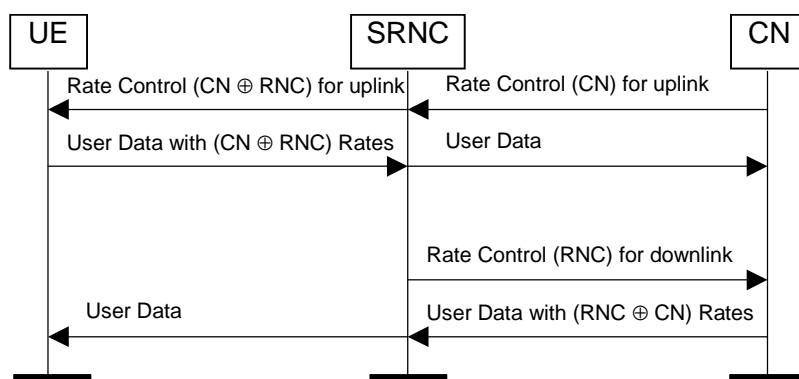 UE
SRNC
CN
Rate Control (CN ⊕ RNC) for uplink
Rate Control (CN) for uplink
User Data with (CN ⊕ RNC) Rates
User Data
Rate Control (RNC) for downlink
User Data
User Data with (RNC ⊕ CN) Rates